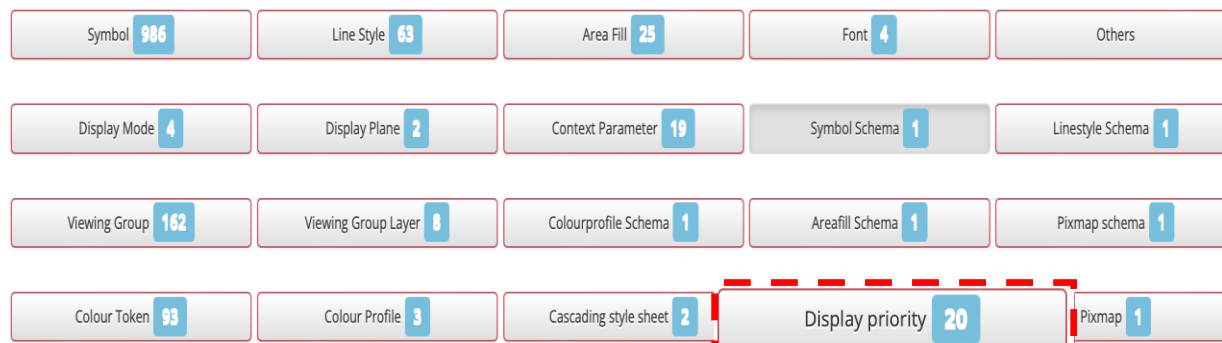 Symbol 986 Line Style 63 Area Fill 25 Font 4 Others
Display Mode 4 Display Plane 2 Context Parameter 19 Symbol Schema 1 Linestyle Schema 1
Viewing Group 162 Viewing Group Layer 8 Colourprofile Schema 1 Areafill Schema 1 Pixmap schema 1
Colour Token 93 Colour Profile 3 Cascading style sheet 2 Display priority 20 Pixmap 1